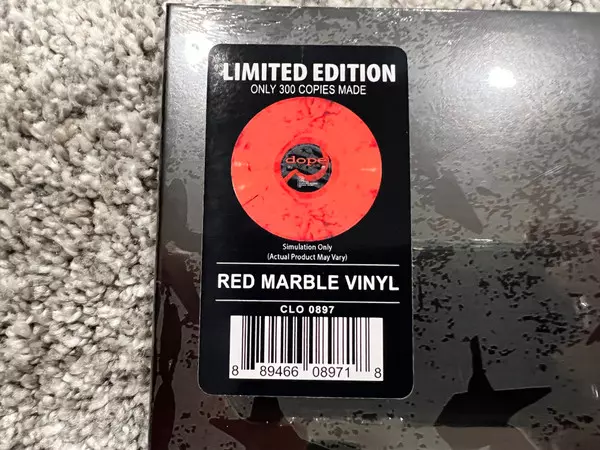 LIMITED EDITION
ONLY 300 COPIES MADE
dope
Simulation Only
(Actual Product May Vary)
RED MARBLE VINYL
CLO 0897
8 89466 08971 8